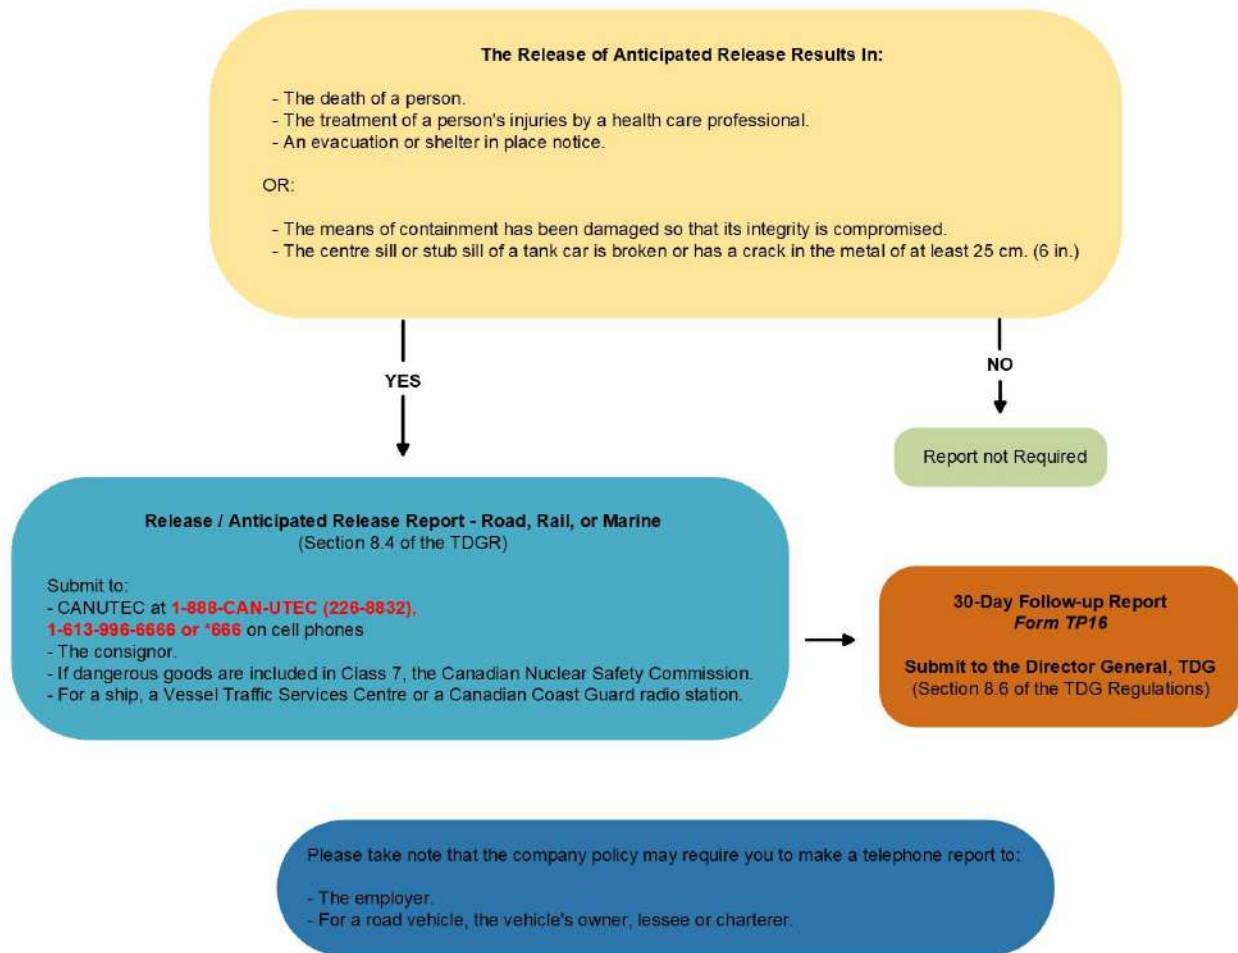 The Release of Anticipated Release Results In:
- The death of a person.
- The treatment of a person's injuries by a health care professional.
- An evacuation or shelter in place notice.
OR:
- The means of containment has been damaged so that its integrity is compromised.
- The centre sill or stub sill of a tank car is broken or has a crack in the metal of at least 25 cm. (6 in.)
YES
NO
Report not Required
Release / Anticipated Release Report - Road, Rail, or Marine
(Section 8.4 of the TDGR)
Submit to:
- CANUTEC at 1-888-CAN-UTEC (226-8832),
1-613-996-6666 or *666 on cell phones
- The consignor.
- If dangerous goods are included in Class 7, the Canadian Nuclear Safety Commission.
- For a ship, a Vessel Traffic Services Centre or a Canadian Coast Guard radio station.
30-Day Follow-up Report
Form TP16
Submit to the Director General, TDG
(Section 8.6 of the TDG Regulations)
Please take note that the company policy may require you to make a telephone report to:
- The employer.
- For a road vehicle, the vehicle's owner, lessee or charterer.